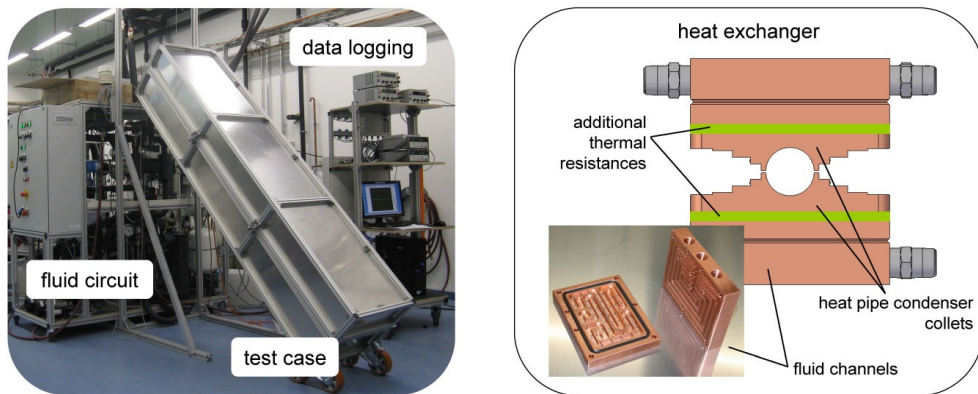 data logging
fluid circuit
test case
heat exchanger
additional
thermal
resistances
heat pipe condenser
collets
fluid channels